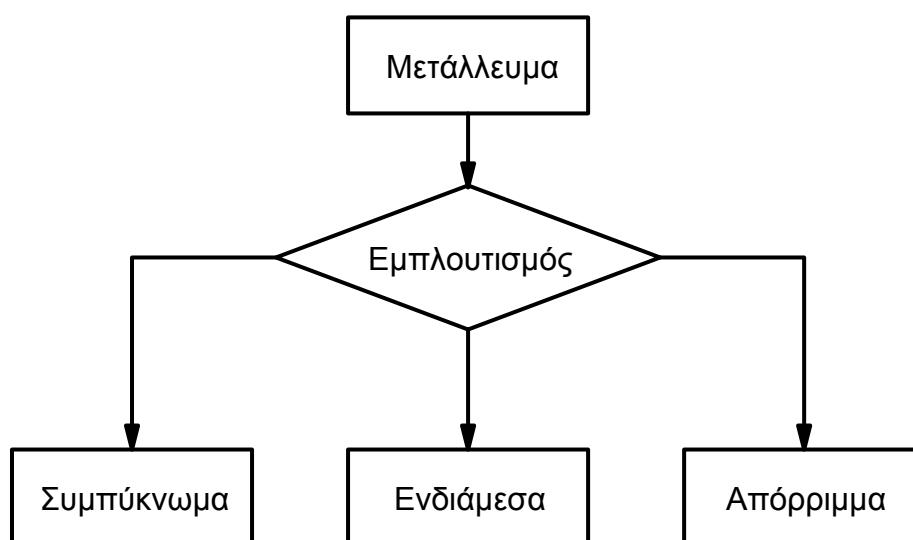 Μετάλλευμα
Εμπλουτισμός
Συμπύκνωμα
Ενδιάμεσα
Απόρριμμα